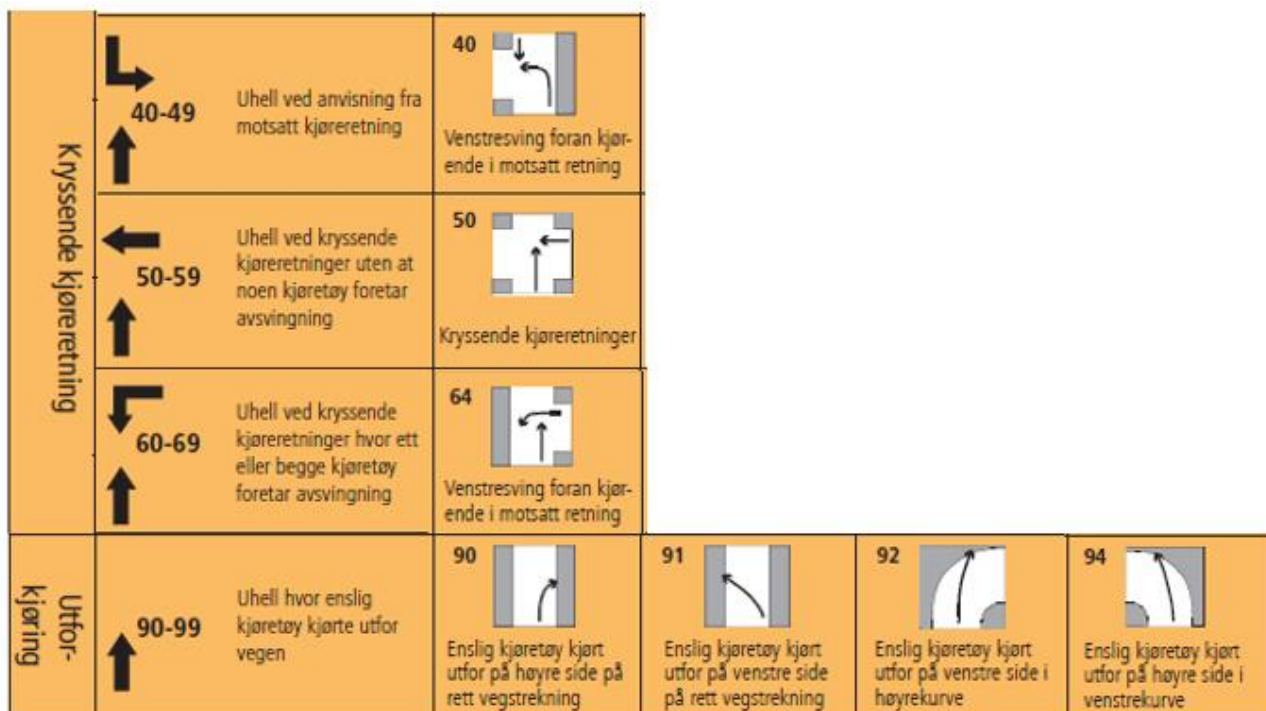 Kryssende kjøreretning
40-49
Uhell ved anvisning fra
motsatt kjøreretning
40
Venstresving foran kjør-
ende i motsatt retning
50-59
Uhell ved kryssende
kjøreretninger uten at
noen kjøretøy foretar
avsvingning
50
Kryssende kjøreretninger
60-69
Uhell ved kryssende
kjøreretninger hvor ett
eller begge kjøretøy
foretar avsvingning
64
Venstresving foran kjør-
ende i motsatt retning
Utfor-
kjøring
90-99
Uhell hvor enslig
kjøretøy kjørte utfor
vegen
90
Enslig kjøretøy kjørt
utfor på høyre side på
rett vegstrekning
91
Enslig kjøretøy kjørt
utfor på venstre side
på rett vegstrekning
92
Enslig kjøretøy kjørt
utfor på venstre side i
høyrekurve
94
Enslig kjøretøy kjørt
utfor på høyre side i
venstrekurve